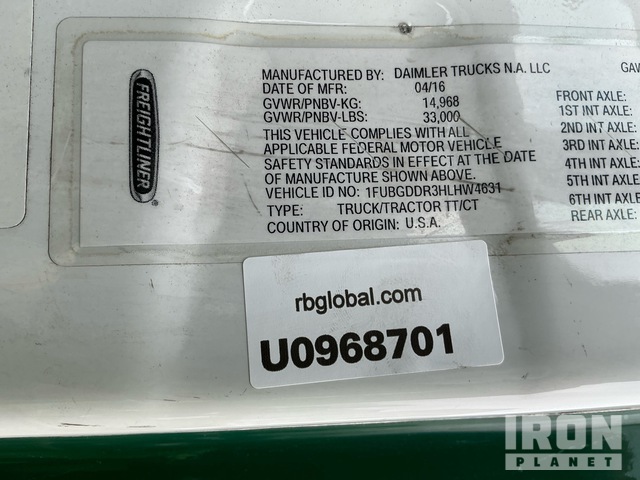 FREIGHTLINER
MANUFACTURED BY: DAIMLER TRUCKS N.A. LLC
DATE OF MFR: 04/16
GVWR/PNBV-KG: 14,968
GVWR/PNBV-LBS: 33,000
THIS VEHICLE COMPLIES WITH ALL
APPLICABLE FEDERAL MOTOR VEHICLE
SAFETY STANDARDS IN EFFECT AT THE DATE
OF MANUFACTURE SHOWN ABOVE.
VEHICLE ID NO: 1FUBGDDR3HLHW4631
TYPE: TRUCK/TRACTOR TT/CT
COUNTRY OF ORIGIN: U.S.A.
GAW
FRONT AXLE:
1ST INT AXLE:
2ND INT AXLE:
3RD INT AXLE:
4TH INT AXLE:
5TH INT AXLE:
6TH INT AXLE:
REAR AXLE:
rbglobal.com
U0968701
IRON
PLANET